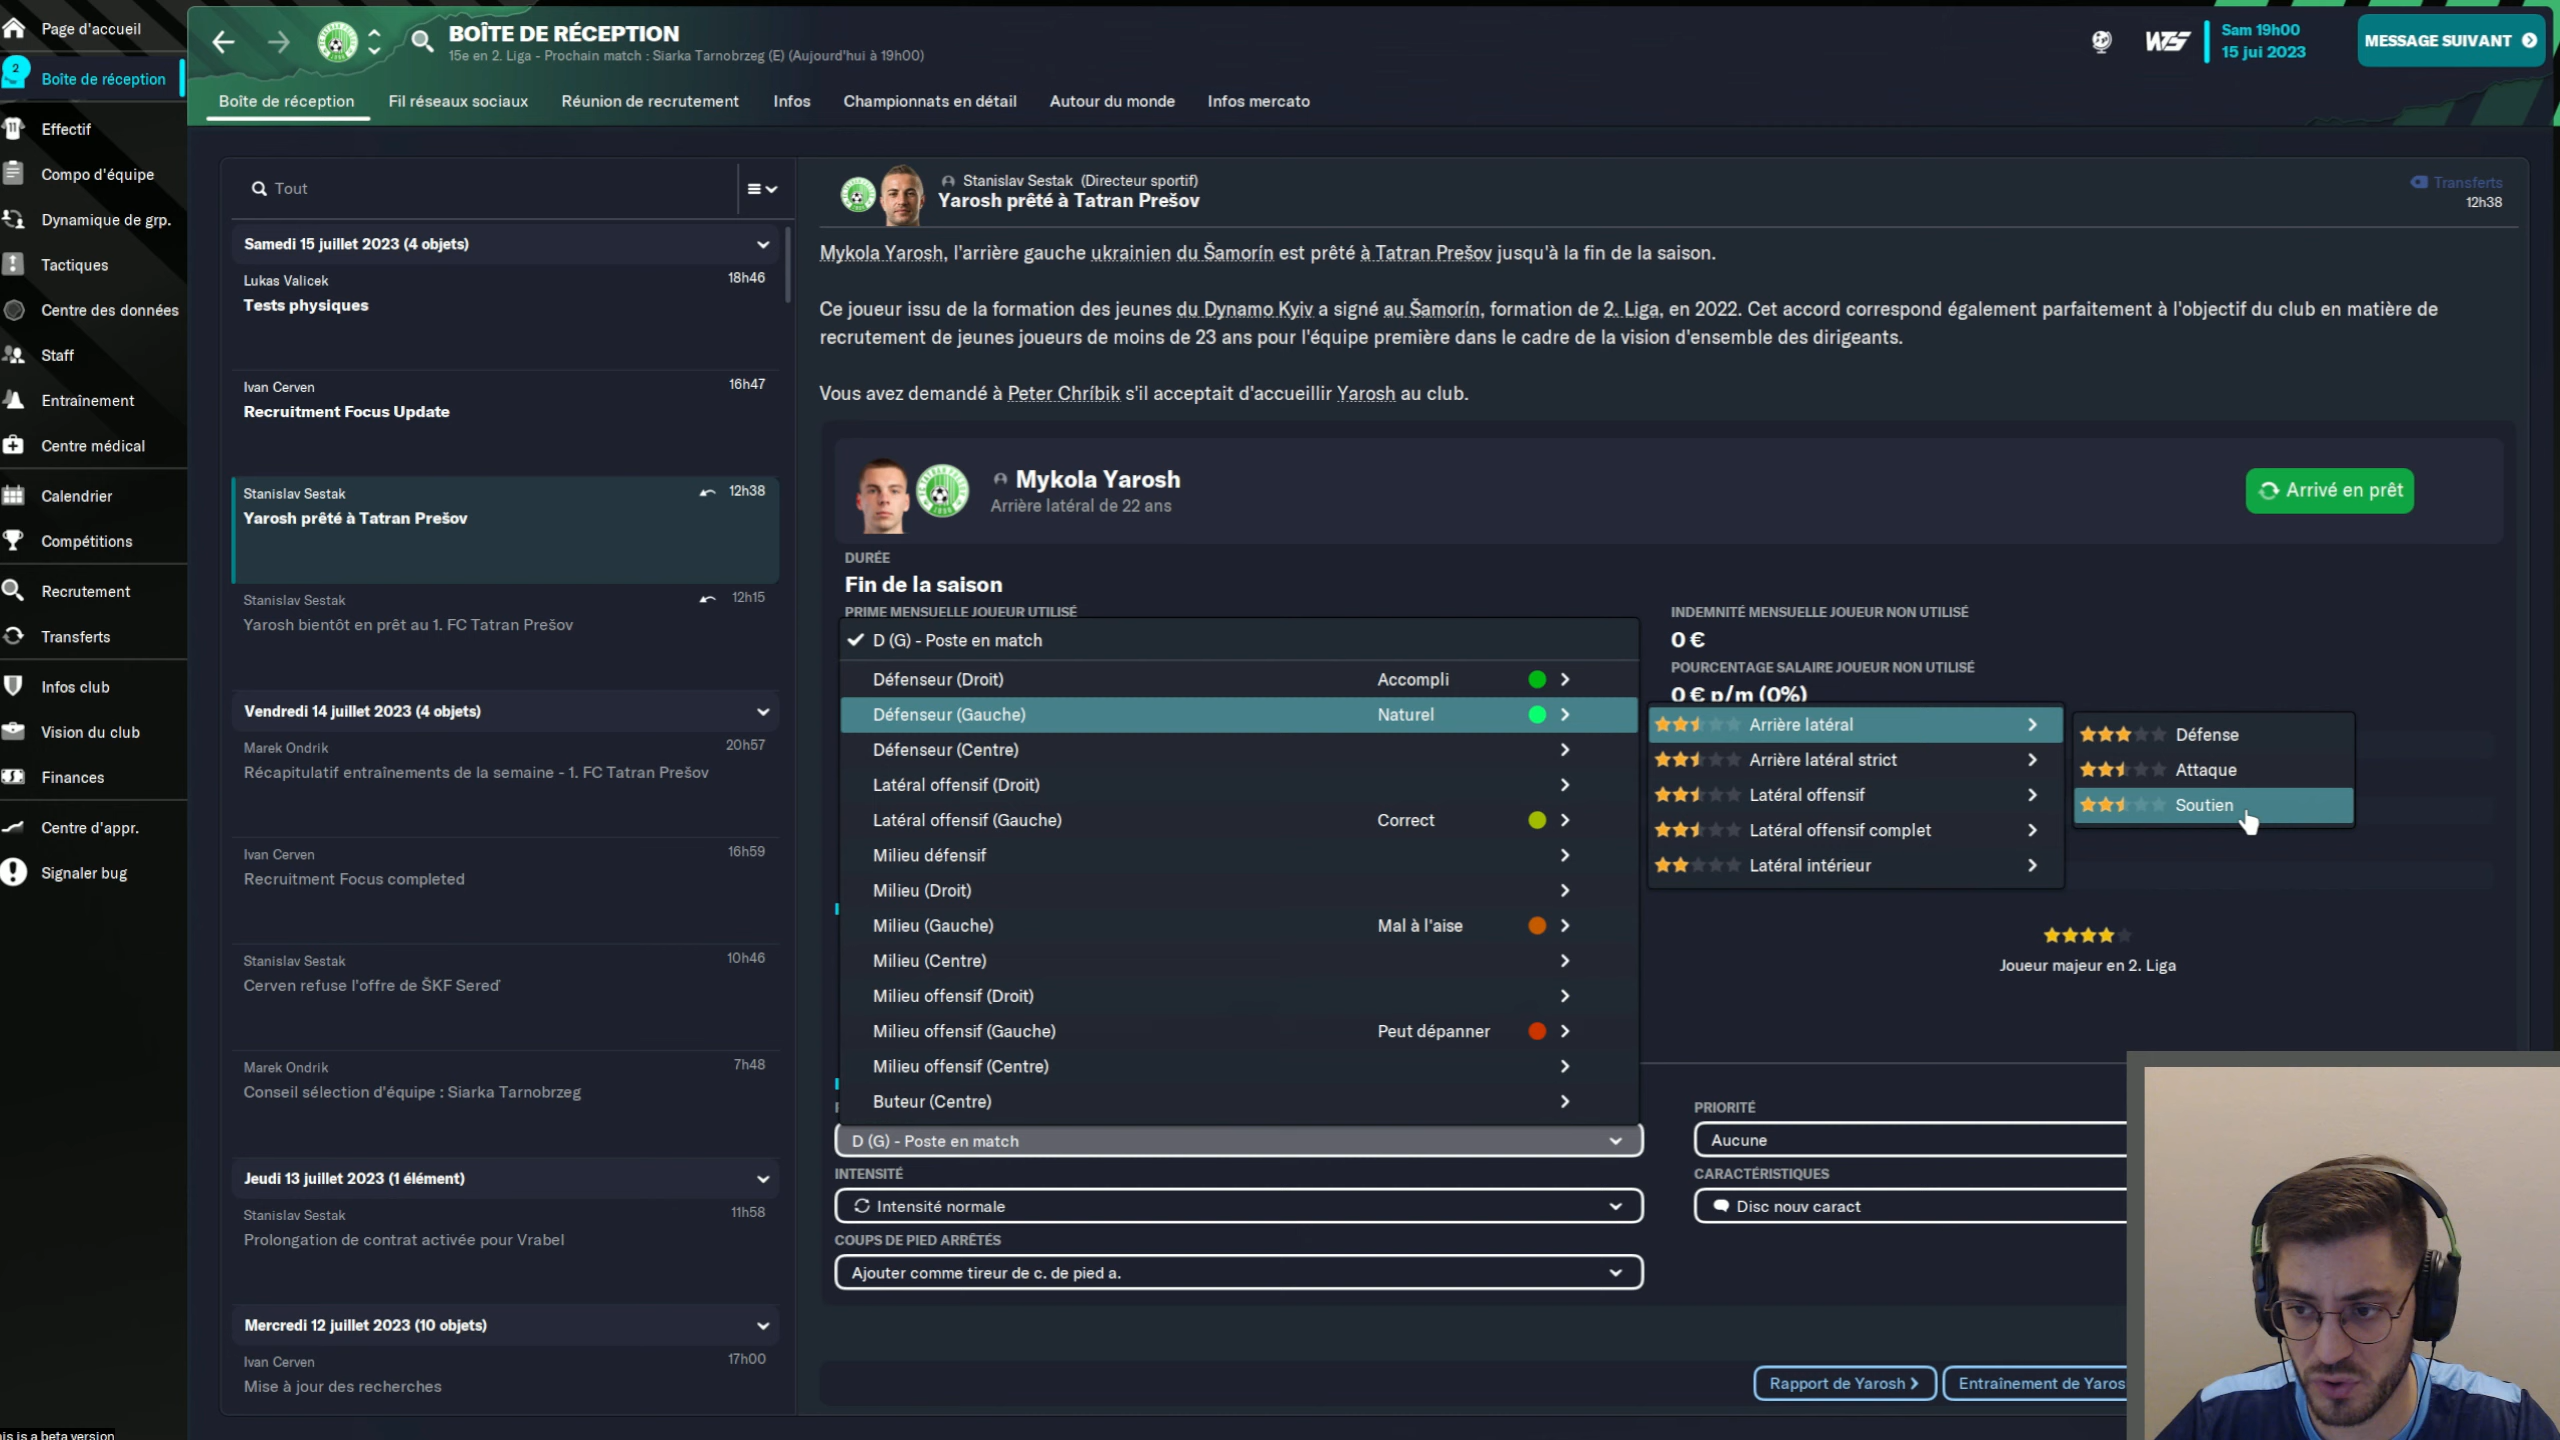 Page d'accueil
2
Boîte de réception
Effectif
Compo d'équipe
Dynamique de grp.
Tactiques
Centre des données
Staff
Entraînement
Centre médical
Calendrier
Compétitions
Recrutement
Transferts
Infos club
Vision du club
Finances
Centre d'appr.
Signaler bug
is is a beta version
BOÎTE DE RÉCEPTION
15e en 2. Liga - Prochain match : Siarka Tarnobrzeg (E) (Aujourd'hui à 19h00)
Sam 19h00
15 jui 2023
MESSAGE SUIVANT
Boîte de réception
Fil réseaux sociaux
Réunion de recrutement
Infos
Championnats en détail
Autour du monde
Infos mercato
Tout
Samedi 15 juillet 2023 (4 objets)
Lukas Valicek 18h46
Tests physiques
Ivan Cerven 16h47
Recruitment Focus Update
Stanislav Sestak 12h38
Yarosh prêté à Tatran Prešov
Stanislav Sestak 12h15
Yarosh bientôt en prêt au 1. FC Tatran Prešov
Vendredi 14 juillet 2023 (4 objets)
Marek Ondrik 20h57
Récapitulatif entraînements de la semaine - 1. FC Tatran Prešov
Ivan Cerven 16h59
Recruitment Focus completed
Stanislav Sestak 10h46
Cerven refuse l'offre de ŠKF Sereď
Marek Ondrik 7h48
Conseil sélection d'équipe : Siarka Tarnobrzeg
Jeudi 13 juillet 2023 (1 élément)
Stanislav Sestak 11h58
Prolongation de contrat activée pour Vrabel
Mercredi 12 juillet 2023 (10 objets)
Ivan Cerven 17h00
Mise à jour des recherches
Stanislav Sestak (Directeur sportif)
Yarosh prêté à Tatran Prešov
Transferts
12h38
Mykola Yarosh, l'arrière gauche ukrainien du Šamorín est prêté à Tatran Prešov jusqu'à la fin de la saison.
Ce joueur issu de la formation des jeunes du Dynamo Kyiv a signé au Šamorín, formation de 2. Liga, en 2022. Cet accord correspond également parfaitement à l'objectif du club en matière de
recrutement de jeunes joueurs de moins de 23 ans pour l'équipe première dans le cadre de la vision d'ensemble des dirigeants.
Vous avez demandé à Peter Chríbik s'il acceptait d'accueillir Yarosh au club.
Mykola Yarosh
Arrière latéral de 22 ans
Arrivé en prêt
DURÉE
Fin de la saison
PRIME MENSUELLE JOUEUR UTILISÉ
INDEMNITÉ MENSUELLE JOUEUR NON UTILISÉ
0 €
POURCENTAGE SALAIRE JOUEUR NON UTILISÉ
0 € p/m (0%)
D (G) - Poste en match
Défenseur (Droit) Accompli
Défenseur (Gauche) Naturel
Défenseur (Centre)
Latéral offensif (Droit)
Latéral offensif (Gauche) Correct
Milieu défensif
Milieu (Droit)
Milieu (Gauche) Mal à l'aise
Milieu (Centre)
Milieu offensif (Droit)
Milieu offensif (Gauche) Peut dépanner
Milieu offensif (Centre)
Buteur (Centre)
Arrière latéral
Arrière latéral strict
Latéral offensif
Latéral offensif complet
Latéral intérieur
Défense
Attaque
Soutien
Joueur majeur en 2. Liga
D (G) - Poste en match
PRIORITÉ
Aucune
INTENSITÉ
Intensité normale
CARACTÉRISTIQUES
Disc nouv caract
COUPS DE PIED ARRÊTÉS
Ajouter comme tireur de c. de pied a.
Rapport de Yarosh
Entraînement de Yaros